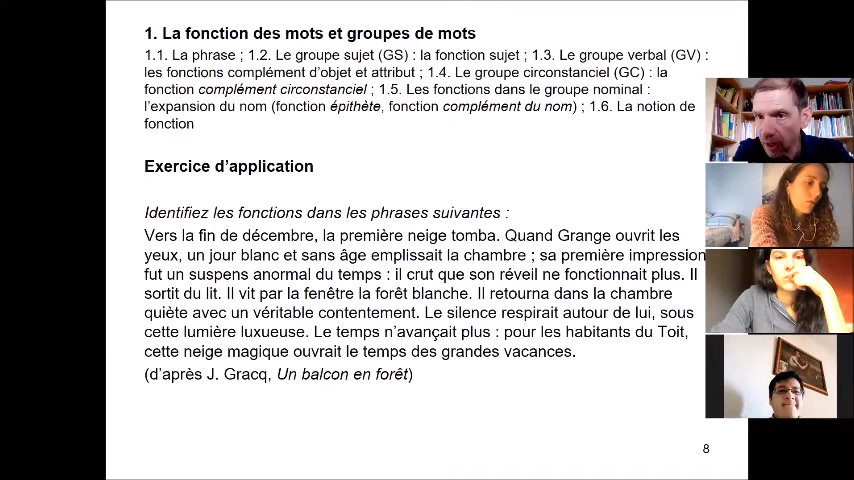 1. La fonction des mots et groupes de mots
1.1. La phrase ; 1.2. Le groupe sujet (GS) : la fonction sujet ; 1.3. Le groupe verbal (GV) :
les fonctions complément d’objet et attribut ; 1.4. Le groupe circonstanciel (GC) : la
fonction complément circonstanciel ; 1.5. Les fonctions dans le groupe nominal :
l’expansion du nom (fonction épithète, fonction complément du nom) ; 1.6. La notion de
fonction
Exercice d’application
Identifiez les fonctions dans les phrases suivantes :
Vers la fin de décembre, la première neige tomba. Quand Grange ouvrit les
yeux, un jour blanc et sans âge emplissait la chambre ; sa première impression
fut un suspens anormal du temps : il crut que son réveil ne fonctionnait plus. Il
sortit du lit. Il vit par la fenêtre la forêt blanche. Il retourna dans la chambre
quiète avec un véritable contentement. Le silence respirait autour de lui, sous
cette lumière luxueuse. Le temps n’avançait plus : pour les habitants du Toit,
cette neige magique ouvrait le temps des grandes vacances.
(d’après J. Gracq, Un balcon en forêt)
8